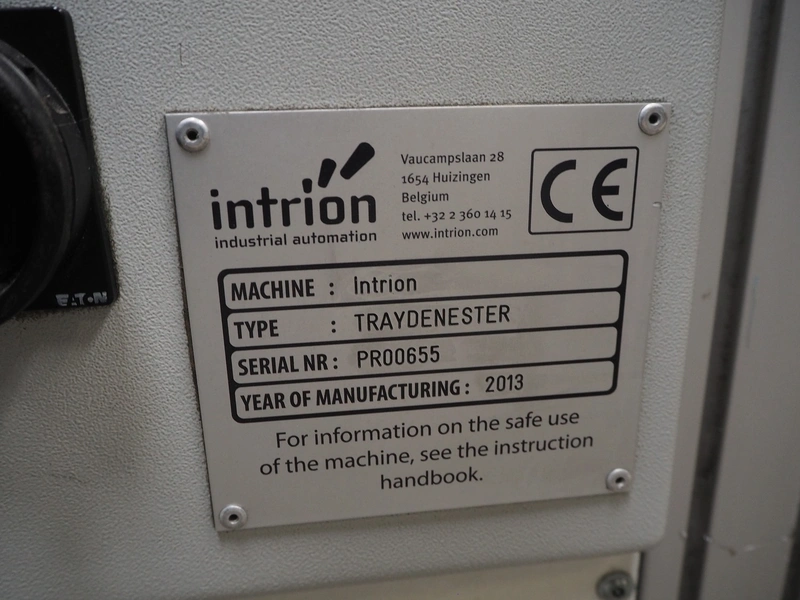 intrion
industrial automation
Vaucampslaan 28
1654 Huizingen
Belgium
tel. +32 2 360 14 15
www.intrion.com
CE
MACHINE : Intrion
TYPE : TRAYDENESTER
SERIAL NR : PR00655
YEAR OF MANUFACTURING : 2013
For information on the safe use
of the machine, see the instruction
handbook.
EATON